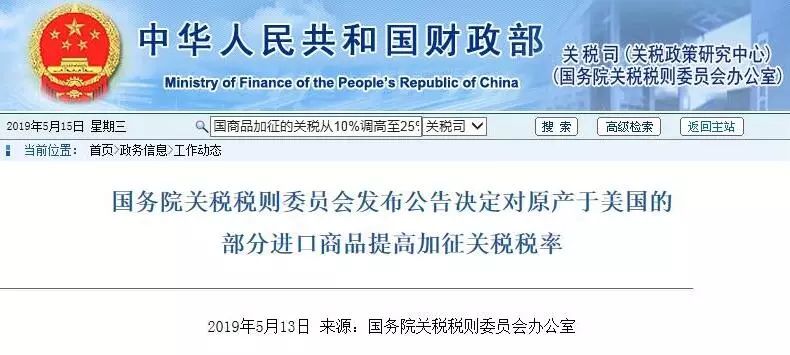 中华人民共和国财政部
Ministry of Finance of the People's Republic of China
关税司(关税政策研究中心)
(国务院关税税则委员会办公室)
2019年5月15日 星期三 国商品加征的关税从10%调高至25% 关税司 搜 索 高级检索 返回主站
当前位置: 首页>政务信息>工作动态
国务院关税税则委员会发布公告决定对原产于美国的
部分进口商品提高加征关税税率
2019年5月13日 来源：国务院关税税则委员会办公室